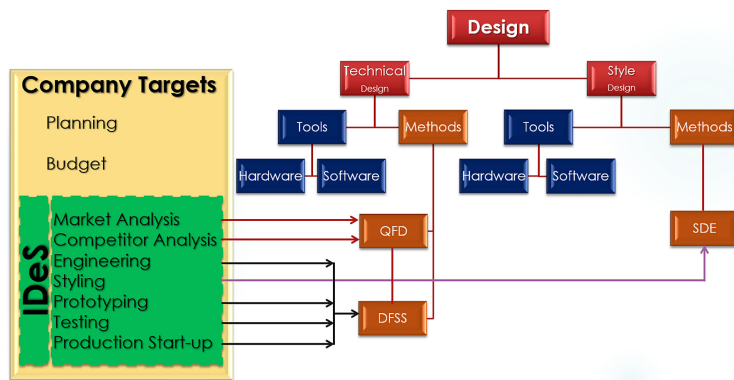 Design
Technical
Design
Style
Design
Company Targets
Planning
Budget
Tools
Methods
Tools
Methods
Hardware
Software
Hardware
Software
IDeS
Market Analysis
Competitor Analysis
Engineering
Styling
Prototyping
Testing
Production Start-up
QFD
SDE
DFSS